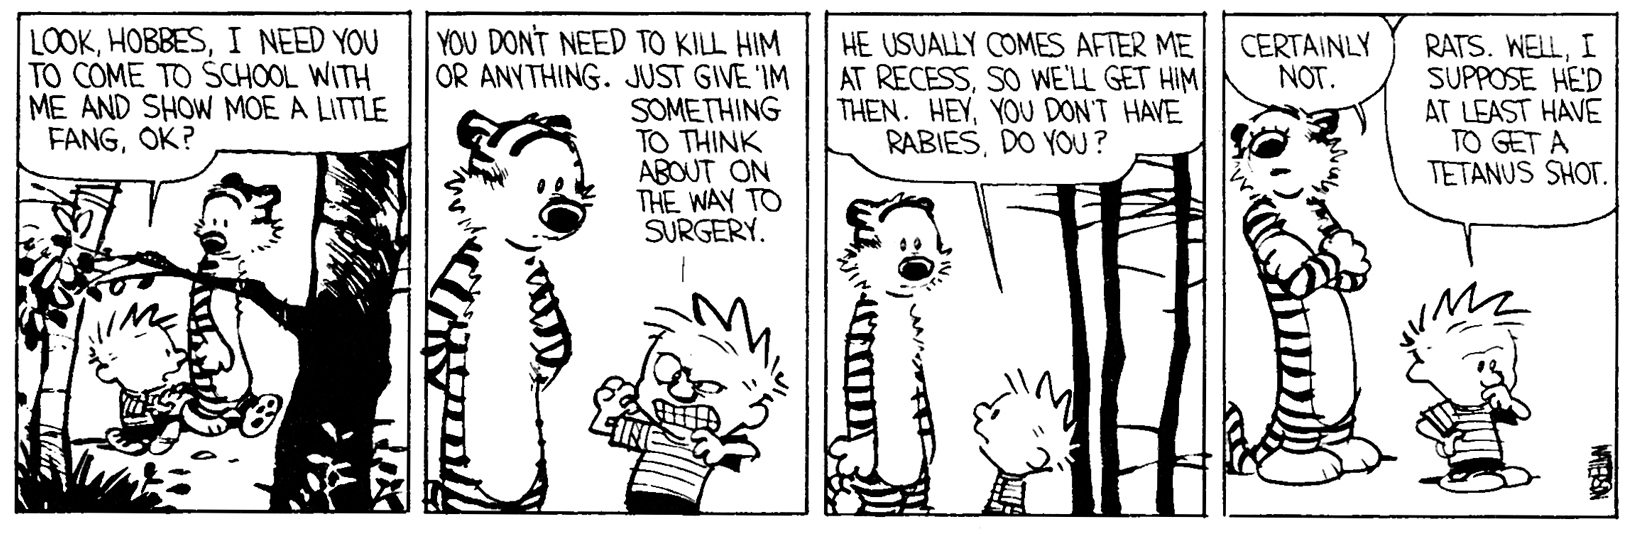 LOOK, HOBBES, I NEED YOU
TO COME TO SCHOOL WITH
ME AND SHOW MOE A LITTLE
FANG, OK?
YOU DON'T NEED TO KILL HIM
OR ANYTHING. JUST GIVE 'IM
SOMETHING
TO THINK
ABOUT ON
THE WAY TO
SURGERY.
HE USUALLY COMES AFTER ME
AT RECESS, SO WE'LL GET HIM
THEN. HEY, YOU DON'T HAVE
RABIES, DO YOU?
CERTAINLY
NOT.
RATS. WELL, I
SUPPOSE HE'D
AT LEAST HAVE
TO GET A
TETANUS SHOT.
WATTERSON